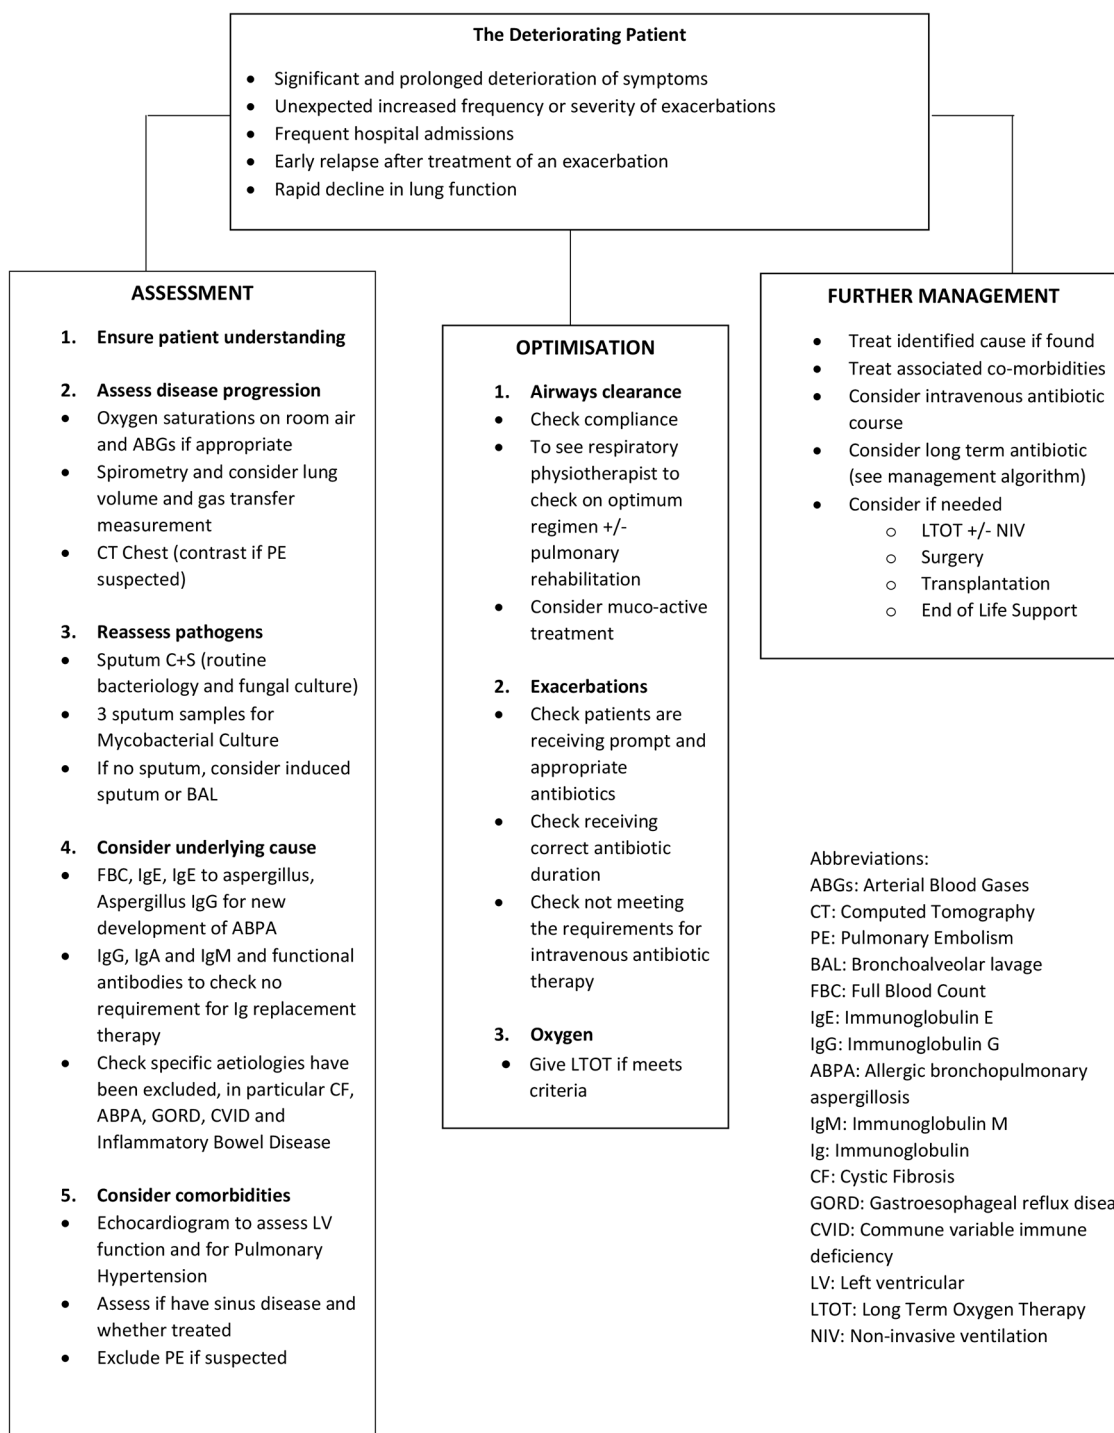 The Deteriorating Patient
• Significant and prolonged deterioration of symptoms
• Unexpected increased frequency or severity of exacerbations
• Frequent hospital admissions
• Early relapse after treatment of an exacerbation
• Rapid decline in lung function
ASSESSMENT
1. Ensure patient understanding
2. Assess disease progression
• Oxygen saturations on room air
and ABGs if appropriate
• Spirometry and consider lung
volume and gas transfer
measurement
• CT Chest (contrast if PE
suspected)
3. Reassess pathogens
• Sputum C+S (routine
bacteriology and fungal culture)
• 3 sputum samples for
Mycobacterial Culture
• If no sputum, consider induced
sputum or BAL
4. Consider underlying cause
• FBC, IgE, IgE to aspergillus,
Aspergillus IgG for new
development of ABPA
• IgG, IgA and IgM and functional
antibodies to check no
requirement for Ig replacement
therapy
• Check specific aetiologies have
been excluded, in particular CF,
ABPA, GORD, CVID and
Inflammatory Bowel Disease
5. Consider comorbidities
• Echocardiogram to assess LV
function and for Pulmonary
Hypertension
• Assess if have sinus disease and
whether treated
• Exclude PE if suspected
OPTIMISATION
1. Airways clearance
• Check compliance
• To see respiratory
physiotherapist to
check on optimum
regimen +/-
pulmonary
rehabilitation
• Consider muco-active
treatment
2. Exacerbations
• Check patients are
receiving prompt and
appropriate
antibiotics
• Check receiving
correct antibiotic
duration
• Check not meeting
the requirements for
intravenous antibiotic
therapy
3. Oxygen
• Give LTOT if meets
criteria
FURTHER MANAGEMENT
• Treat identified cause if found
• Treat associated co-morbidities
• Consider intravenous antibiotic
course
• Consider long term antibiotic
(see management algorithm)
• Consider if needed
o LTOT +/- NIV
o Surgery
o Transplantation
o End of Life Support
Abbreviations:
ABGs: Arterial Blood Gases
CT: Computed Tomography
PE: Pulmonary Embolism
BAL: Bronchoalveolar lavage
FBC: Full Blood Count
IgE: Immunoglobulin E
IgG: Immunoglobulin G
ABPA: Allergic bronchopulmonary
aspergillosis
IgM: Immunoglobulin M
Ig: Immunoglobulin
CF: Cystic Fibrosis
GORD: Gastroesophageal reflux disea
CVID: Commune variable immune
deficiency
LV: Left ventricular
LTOT: Long Term Oxygen Therapy
NIV: Non-invasive ventilation